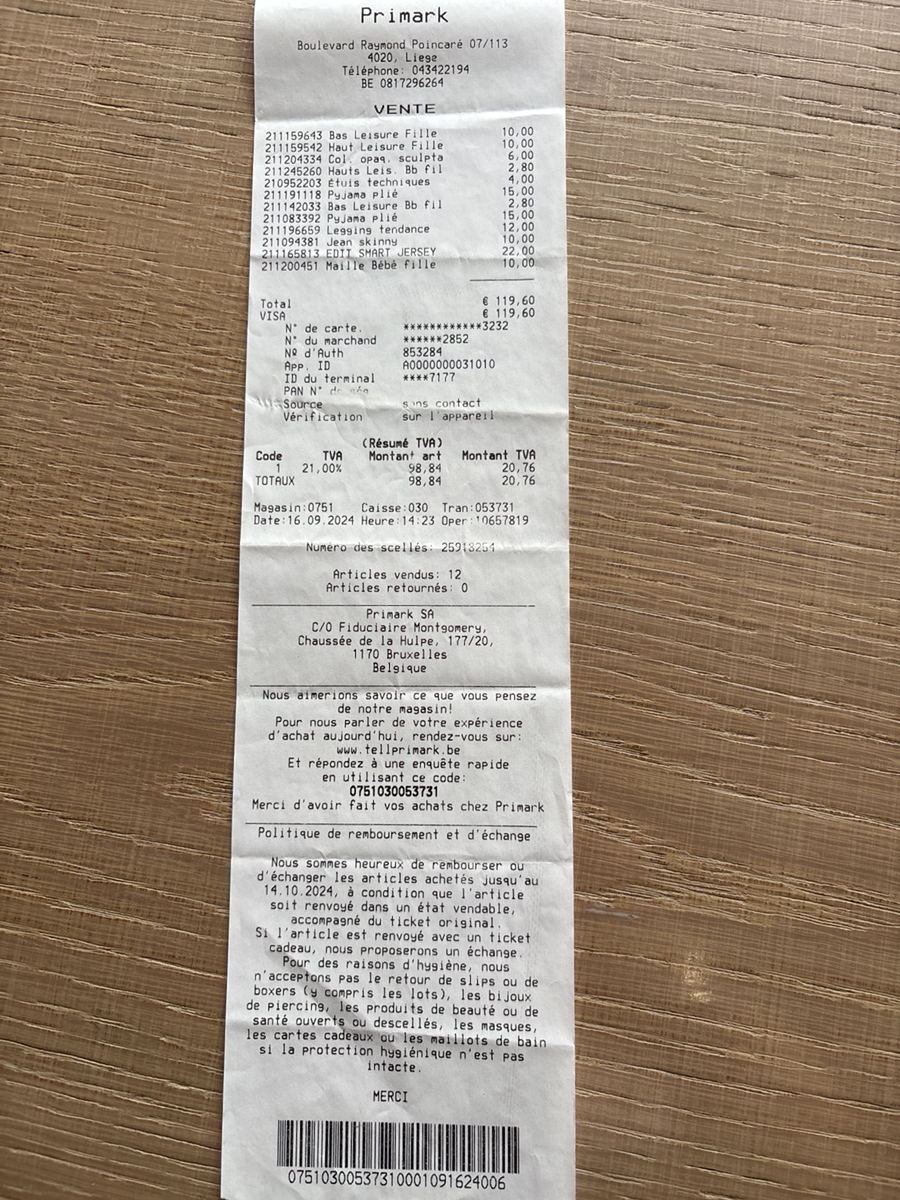 Primark
Boulevard Raymond Poincaré 07/113
4020, Liege
Téléphone: 043422194
BE 0817296264
VENTE
211159643 Bas Leisure Fille 10,00
211159542 Haut Leisure Fille 10,00
211204334 Col. opaq. sculpta 6,00
211245260 Hauts Leis. Bb fil 2,80
210952203 Étuis techniques 4,00
211191118 Pyjama plié 15,00
211142033 Bas Leisure Bb fil 2,80
211083392 Pyjama plié 15,00
211196659 Legging tendance 12,00
211094381 Jean skinny 10,00
211165813 EDIT SMART JERSEY 22,00
211200451 Maille Bébé fille 10,00
Total € 119,60
VISA € 119,60
N° de carte. ************3232
N° du marchand ******2852
Nº d'Auth 853284
App. ID A0000000031010
ID du terminal ****7177
PAN N° de
Source sans contact
Vérification sur l'appareil
(Résumé TVA)
Code TVA Montant art Montant TVA
1 21,00% 98,84 20,76
TOTAUX 98,84 20,76
Magasin:0751 Caisse:030 Tran:053731
Date:16.09.2024 Heure:14:23 Oper:10657819
Numéro des scellés: 25913254
Articles vendus: 12
Articles retournés: 0
Primark SA
C/O Fiduciaire Montgomery,
Chaussée de la Hulpe, 177/20,
1170 Bruxelles
Belgique
Nous aimerions savoir ce que vous pensez
de notre magasin!
Pour nous parler de votre expérience
d'achat aujourd'hui, rendez-vous sur:
www.tellprimark.be
Et répondez à une enquête rapide
en utilisant ce code:
0751030053731
Merci d'avoir fait vos achats chez Primark
Politique de remboursement et d'échange
Nous sommes heureux de rembourser ou
d'échanger les articles achetés jusqu'au
14.10.2024, à condition que l'article
soit renvoyé dans un état vendable,
accompagné du ticket original.
Si l'article est renvoyé avec un ticket
cadeau, nous proposerons un échange.
Pour des raisons d'hygiène, nous
n'acceptons pas le retour de slips ou de
boxers (y compris les lots), les bijoux
de piercing, les produits de beauté ou de
santé ouverts ou descellés, les masques,
les cartes cadeaux ou les maillots de bain
si la protection hygiénique n'est pas
intacte.
MERCI
07510300537310001091624006